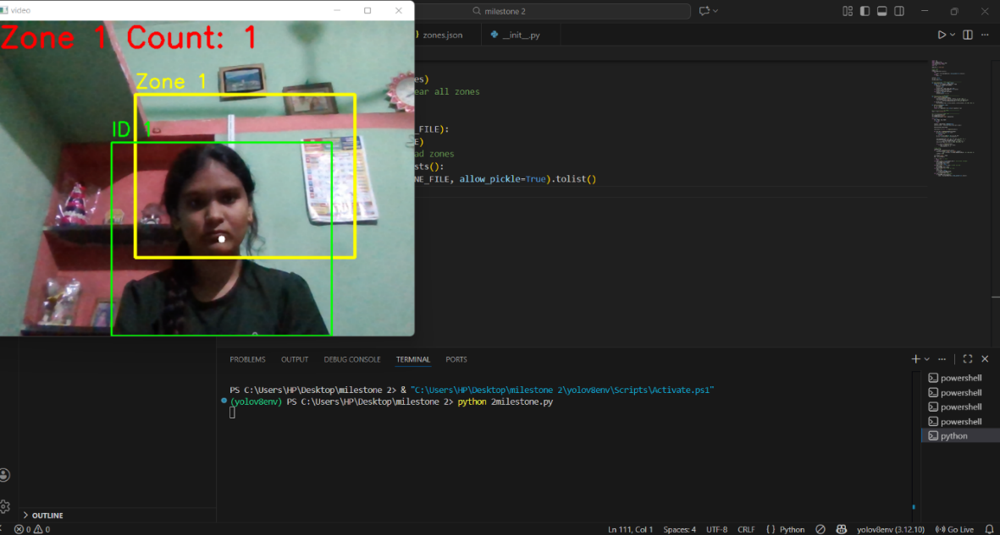 video
milestone 2
zones.json
__init__.py
Zone 1 Count: 1
Zone 1
ID 1
es)
ear all zones
_FILE):
E)
ad zones
sts():
NE_FILE, allow_pickle=True).tolist()
PROBLEMS OUTPUT DEBUG CONSOLE TERMINAL PORTS
PS C:\Users\HP\Desktop\milestone 2> & "C:\Users\HP\Desktop\milestone 2\yolov8env\Scripts\Activate.ps1"
(yolov8env) PS C:\Users\HP\Desktop\milestone 2> python 2milestone.py
powershell
powershell
powershell
powershell
python
OUTLINE
0 0 Ln 111, Col 1 Spaces: 4 UTF-8 CRLF { } Python yolov8env (3.12.10) Go Live